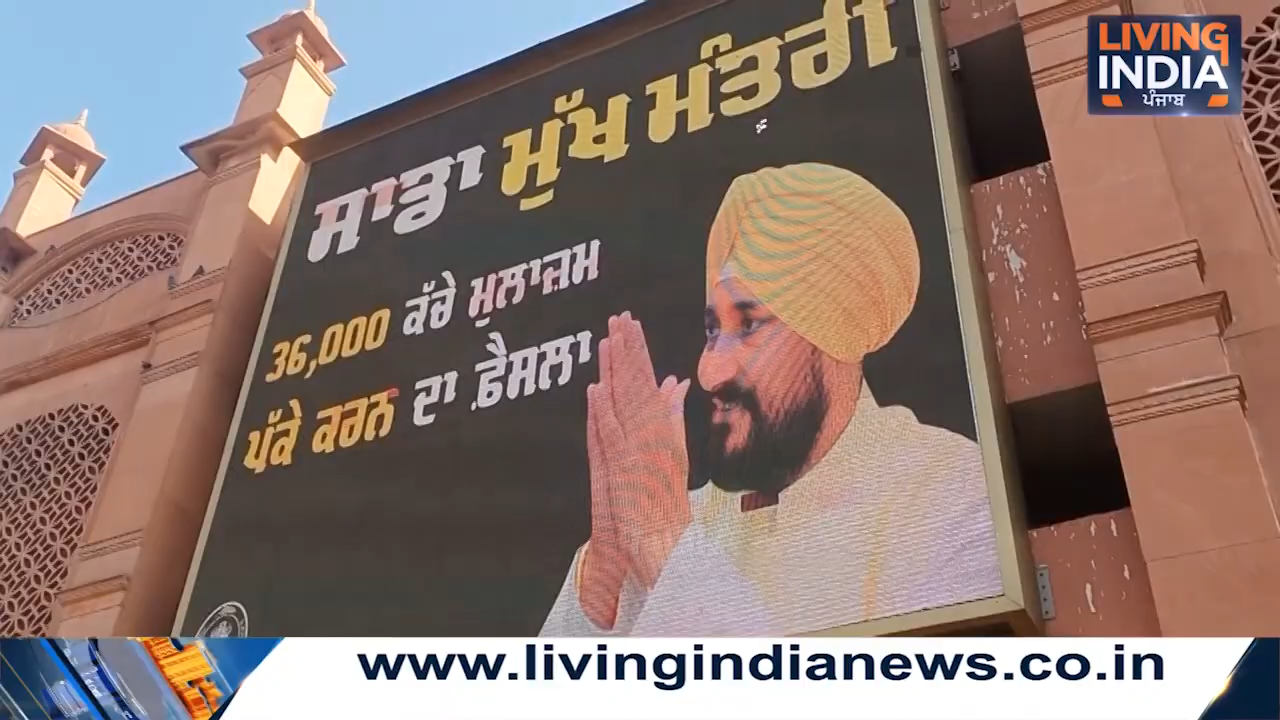 LIVING
INDIA
ਪੰਜਾਬ
ਸਾਡਾ ਮੁੱਖ ਮੰਤਰੀ
36,000 ਕੱਚੇ ਮੁਲਾਜ਼ਮ
ਪੱਕੇ ਕਰਨ ਦਾ ਫ਼ੈਸਲਾ
www.livingindianews.co.in